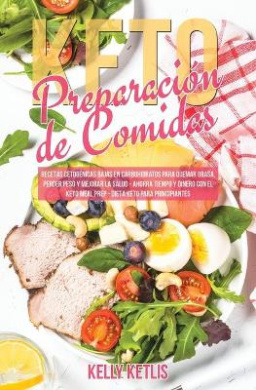 KETO
Preparación
de Comidas
RECETAS CETOGÉNICAS BAJAS EN CARBOHIDRATOS PARA QUEMAR GRASA,
PERDER PESO Y MEJORAR LA SALUD - AHORRA TIEMPO Y DINERO CON EL
KETO MEAL PREP - DIETA KETO PARA PRINCIPIANTES
KELLY KETLIS